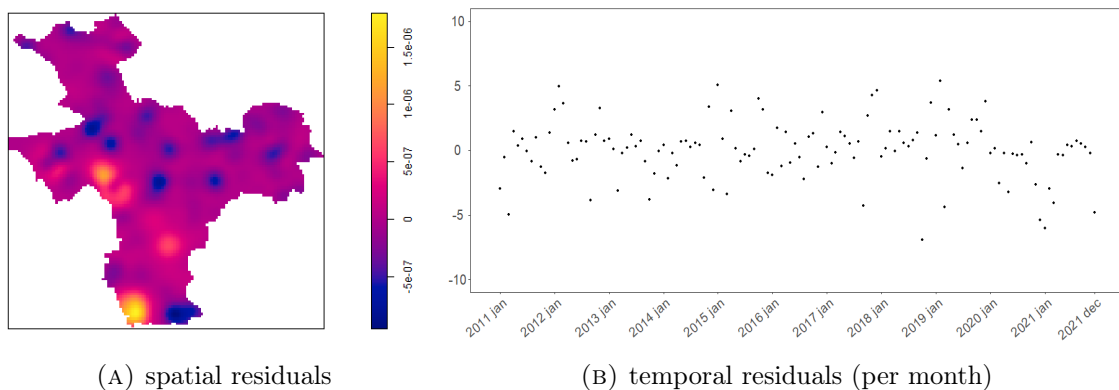 1.5e-06
1e-06
5e-07
0
-5e-07
10
5
0
-5
-10
2011 jan
2012 jan
2013 jan
2014 jan
2015 jan
2016 jan
2017 jan
2018 jan
2019 jan
2020 jan
2021 jan
2021 dec
(A) spatial residuals
(B) temporal residuals (per month)